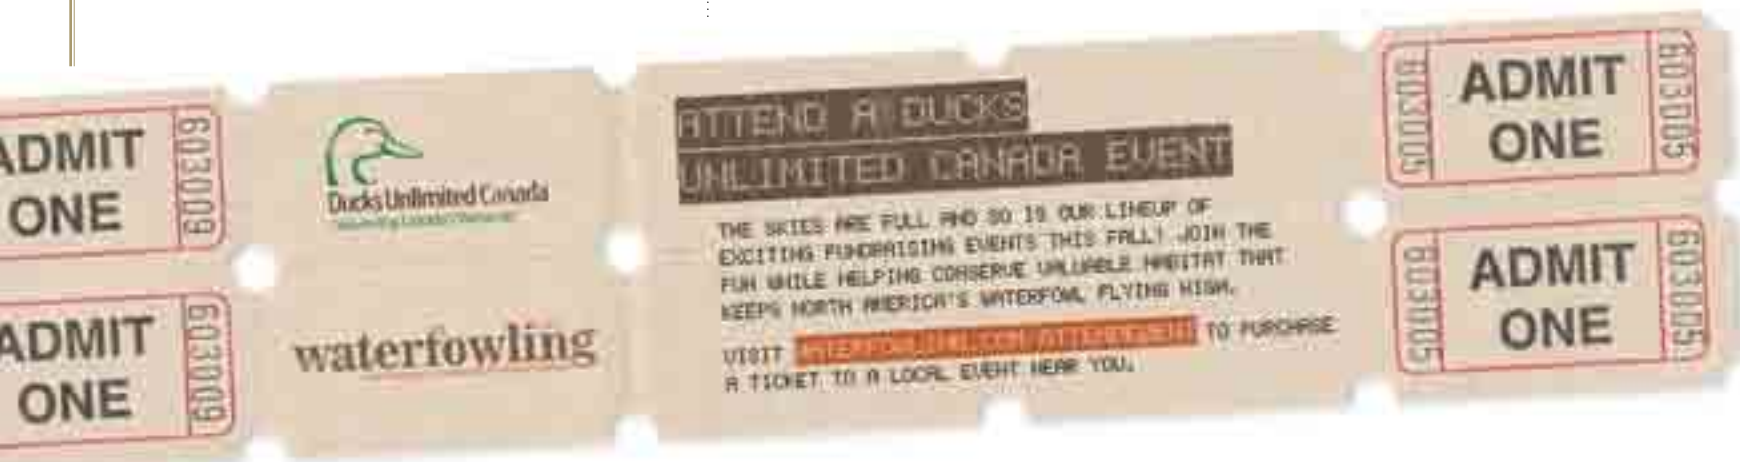 ADMIT
ONE
603009
ADMIT
ONE
603009
Ducks Unlimited Canada
waterfowling
ATTEND A DUCKS
UNLIMITED CANADA EVENT
THE SKIES ARE FULL AND SO IS OUR LINEUP OF
EXCITING FUNDRAISING EVENTS THIS FALL! JOIN THE
FUN WHILE HELPING CONSERVE VALUABLE HABITAT THAT
KEEPS NORTH AMERICA'S WATERFOWL FLYING HIGH.
VISIT TO PURCHASE
A TICKET TO A LOCAL EVENT NEAR YOU.
603005
ADMIT
ONE
603005
603005
ADMIT
ONE
603005